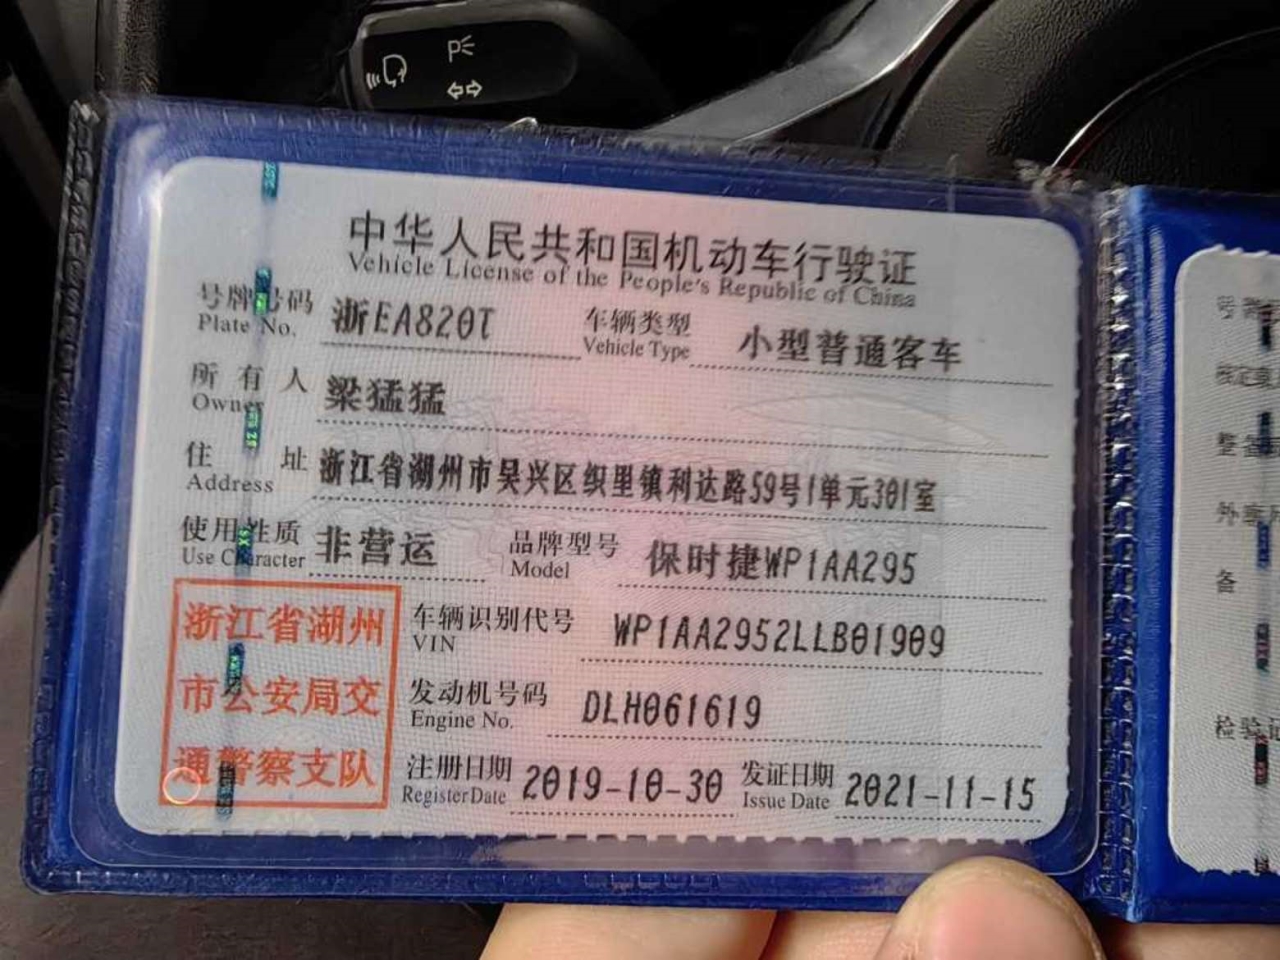 中华人民共和国机动车行驶证
Vehicle License of the People's Republic of China
号牌号码 浙EA820T 车辆类型 小型普通客车
Plate No. Vehicle Type
所有人 梁猛猛
Owner
住址 浙江省湖州市吴兴区织里镇利达路59号1单元301室
Address
使用性质 非营运 品牌型号 保时捷WP1AA295
Use Character Model
浙江省湖州
市公安局交
通警察支队
车辆识别代号 WP1AA2952LLB01909
VIN
发动机号码 DLH061619
Engine No.
注册日期 2019-10-30 发证日期 2021-11-15
Register Date Issue Date
外廓
备
检验记